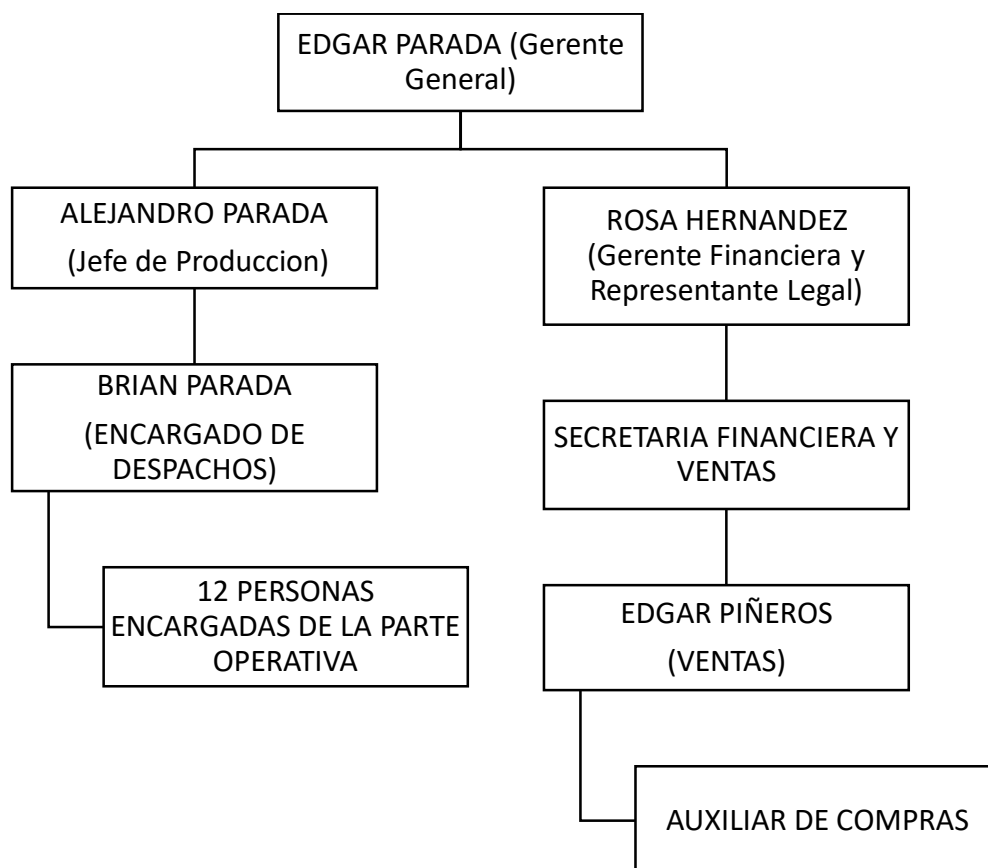 EDGAR PARADA (Gerente
General)
ALEJANDRO PARADA
(Jefe de Produccion)
BRIAN PARADA
(ENCARGADO DE
DESPACHOS)
12 PERSONAS
ENCARGADAS DE LA PARTE
OPERATIVA
ROSA HERNANDEZ
(Gerente Financiera y
Representante Legal)
SECRETARIA FINANCIERA Y
VENTAS
EDGAR PIÑEROS
(VENTAS)
AUXILIAR DE COMPRAS